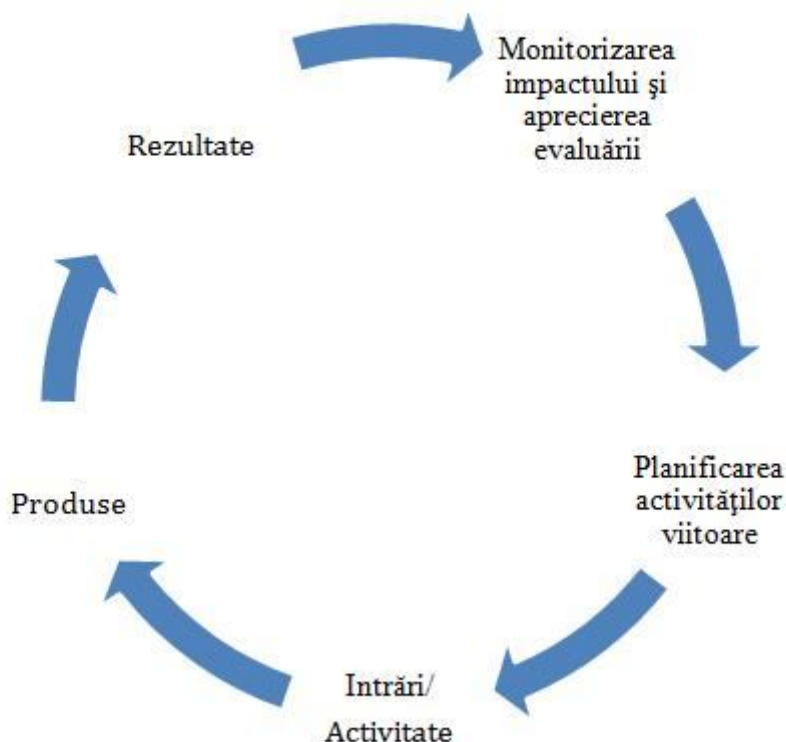 Monitorizarea
impactului şi
aprecierea
evaluării
Rezultate
Planificarea
activităţilor
viitoare
Produse
Intrări/
Activitate